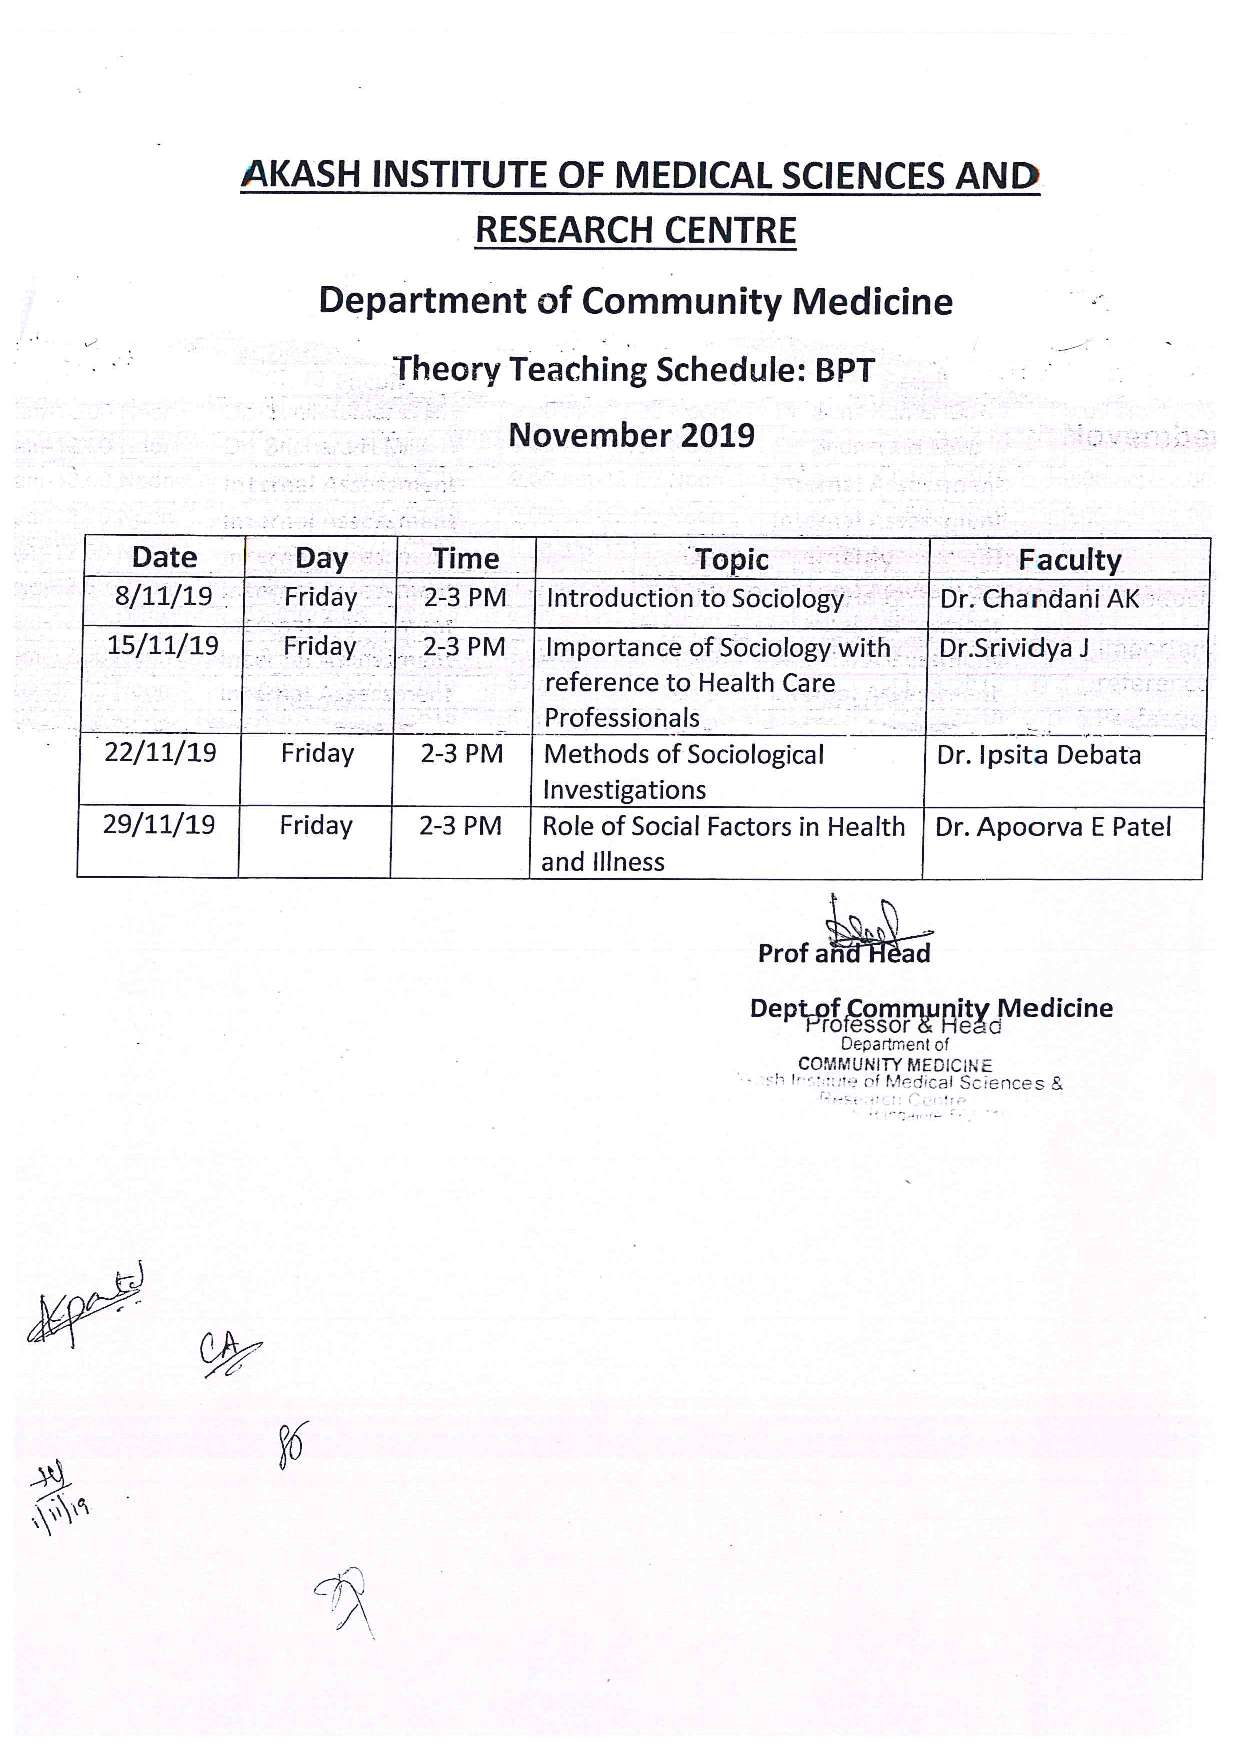 AKASH INSTITUTE OF MEDICAL SCIENCES AND
RESEARCH CENTRE
Department of Community Medicine
Theory Teaching Schedule: BPT
November 2019
Date Day Time Topic Faculty
8/11/19 Friday 2-3 PM Introduction to Sociology Dr. Chandani AK
15/11/19 Friday 2-3 PM Importance of Sociology with Dr.Srividya J
reference to Health Care
Professionals
22/11/19 Friday 2-3 PM Methods of Sociological Dr. Ipsita Debata
Investigations
29/11/19 Friday 2-3 PM Role of Social Factors in Health Dr. Apoorva E Patel
and Illness
Prof and Head
Dept of Community Medicine
Professor & Head
Department of
COMMUNITY MEDICINE
Institute of Medical Sciences &
Research Centre
Apatel
CA
1/11/19